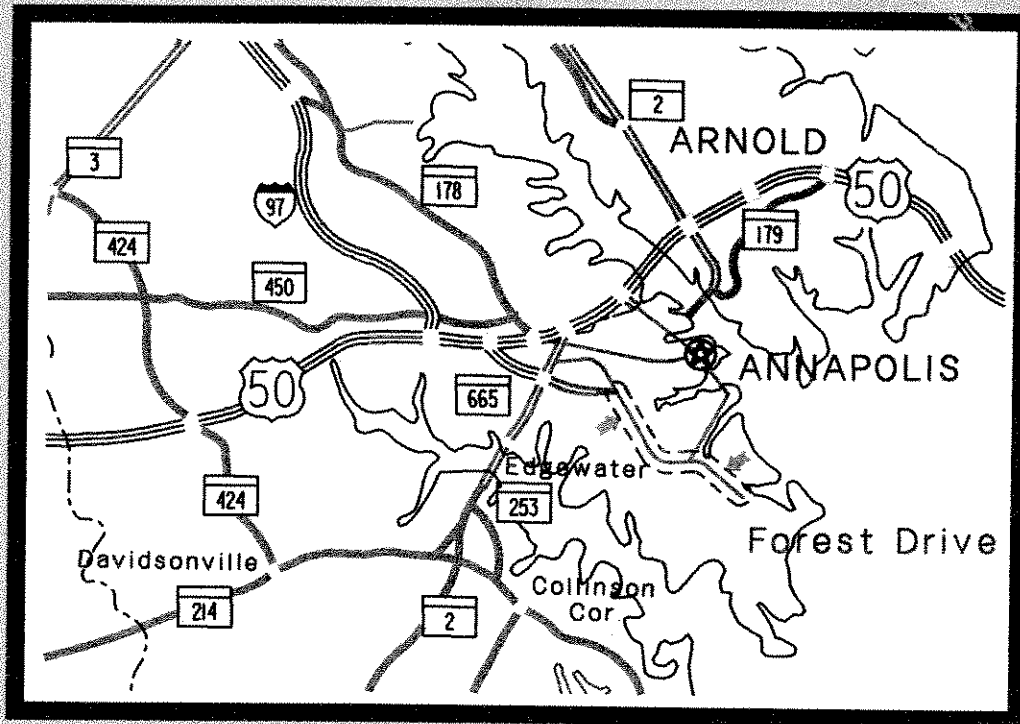 2
ARNOLD
3
178
50
97
179
424
450
ANNAPOLIS
50
665
Edgewater
424
253
Forest Drive
Davidsonville
Collinson
Cor.
214
2